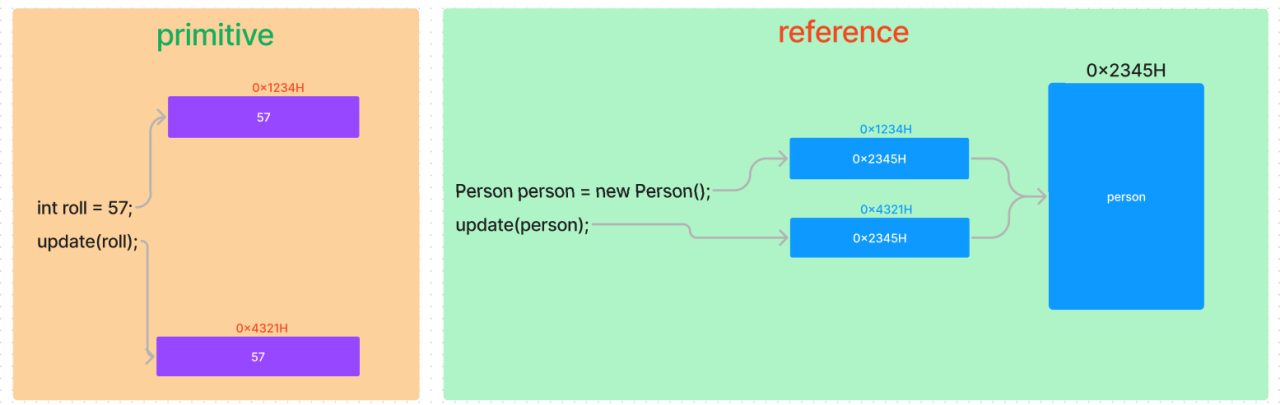 primitive
0×1234H
57
int roll = 57;
update(roll);
0×4321H
57
reference
0×2345H
0×1234H
0×2345H
Person person = new Person();
0×4321H
update(person);
0×2345H
person